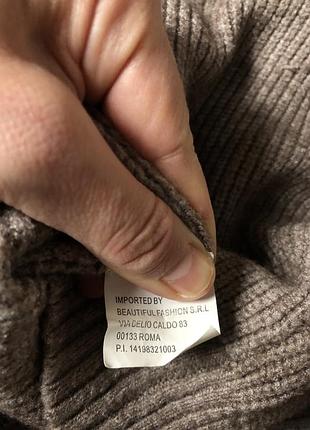 IMPORTED BY
BEAUTIFUL FASHION S.R.L
VIA DELIO CALDO 83
00133 ROMA
P.I. 14198321003